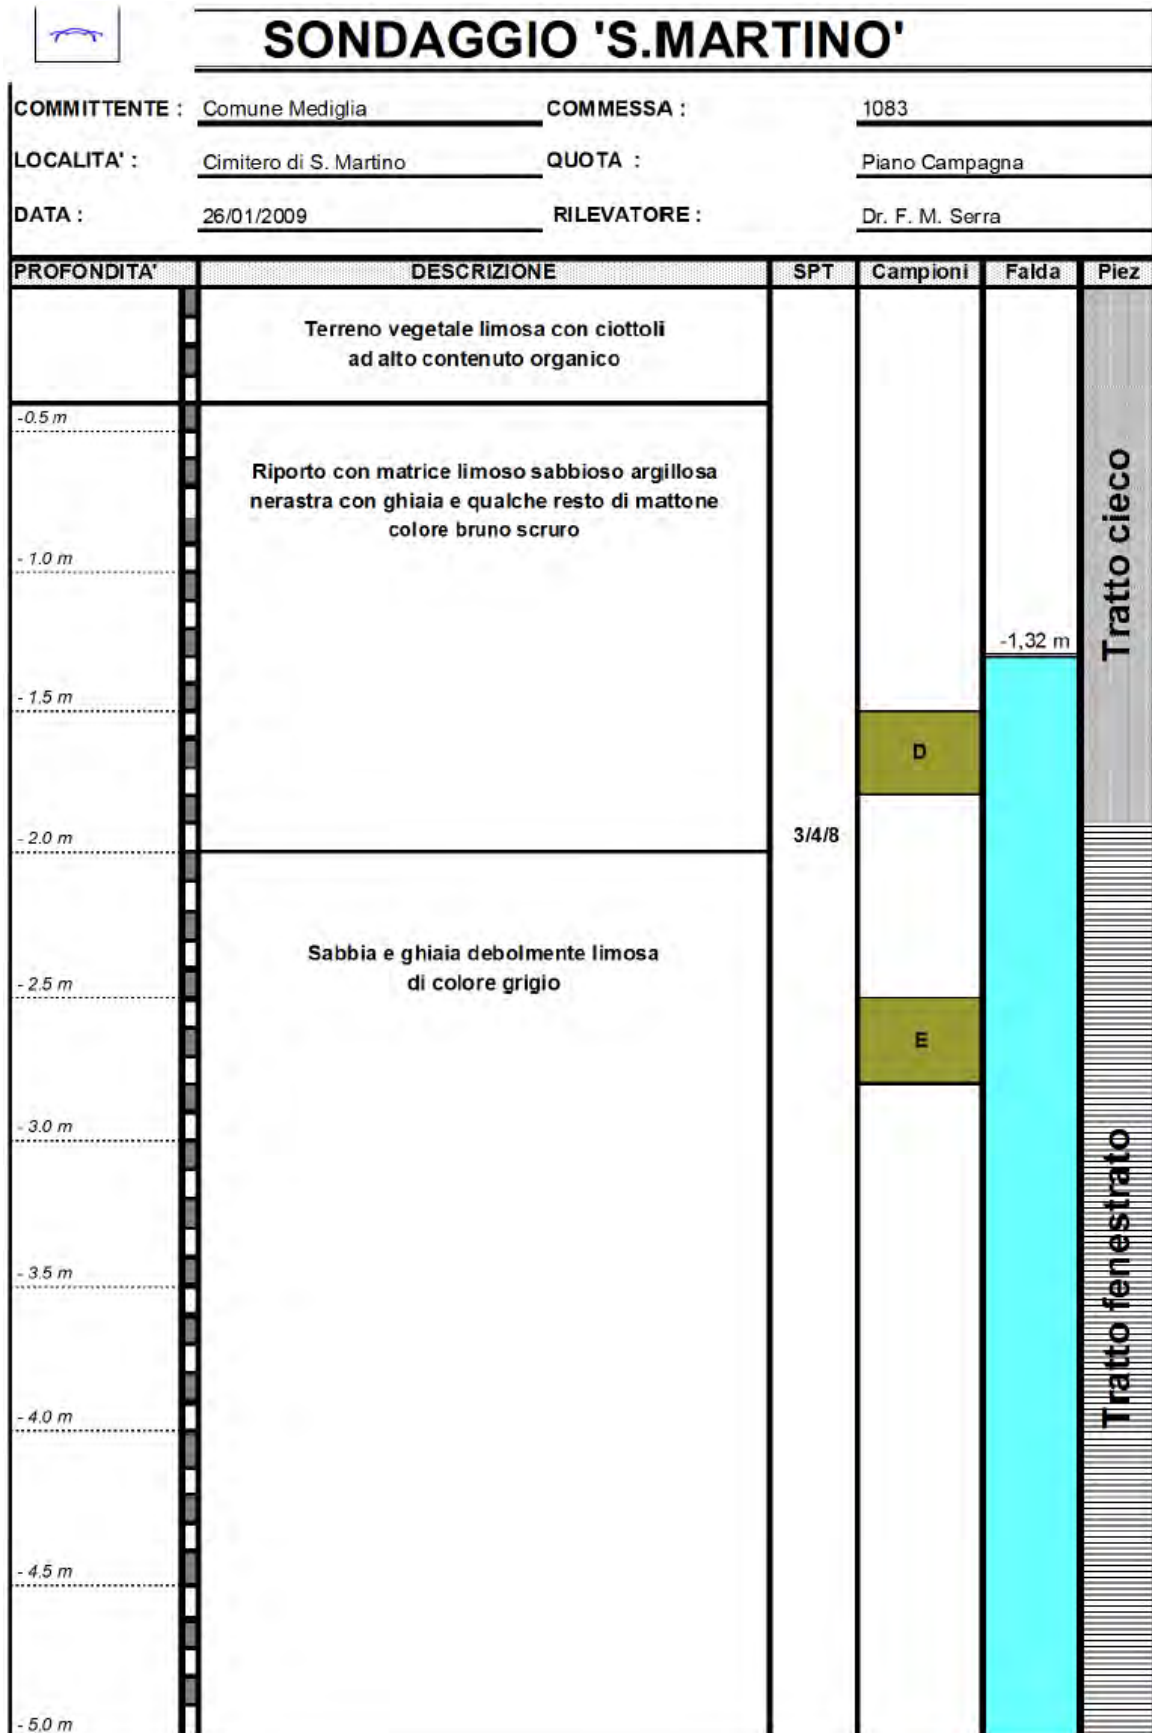 SONDAGGIO 'S.MARTINO'
COMMITTENTE : Comune Mediglia COMMESSA : 1083
LOCALITA' : Cimitero di S. Martino QUOTA : Piano Campagna
DATA : 26/01/2009 RILEVATORE : Dr. F. M. Serra
PROFONDITA' DESCRIZIONE SPT Campioni Falda Piez
Terreno vegetale limosa con ciottoli
ad alto contenuto organico
-0.5 m
Riporto con matrice limoso sabbioso argillosa
nerastra con ghiaia e qualche resto di mattone
colore bruno scruro
- 1.0 m
Tratto cieco
-1,32 m
- 1.5 m
D
- 2.0 m
3/4/8
Sabbia e ghiaia debolmente limosa
di colore grigio
- 2.5 m
E
- 3.0 m
Tratto fenestrato
- 3.5 m
- 4.0 m
- 4.5 m
- 5.0 m